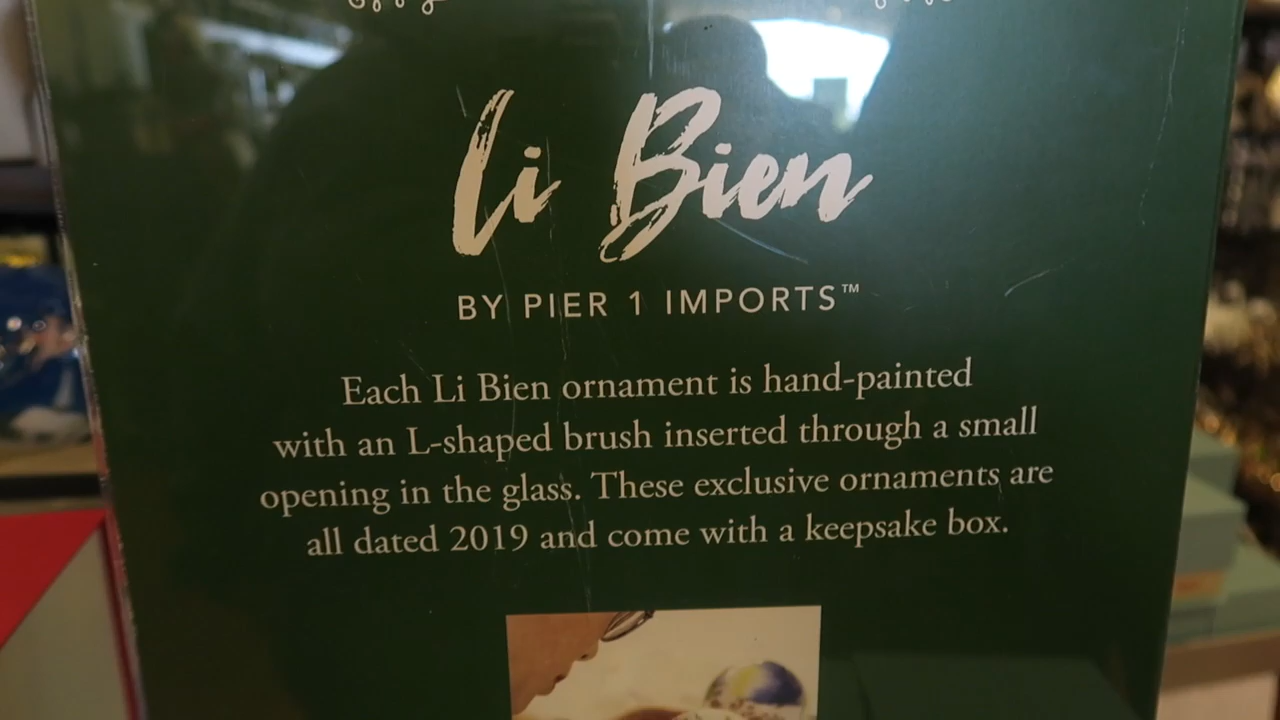 Li Bien
BY PIER 1 IMPORTS™
Each Li Bien ornament is hand-painted
with an L-shaped brush inserted through a small
opening in the glass. These exclusive ornaments are
all dated 2019 and come with a keepsake box.